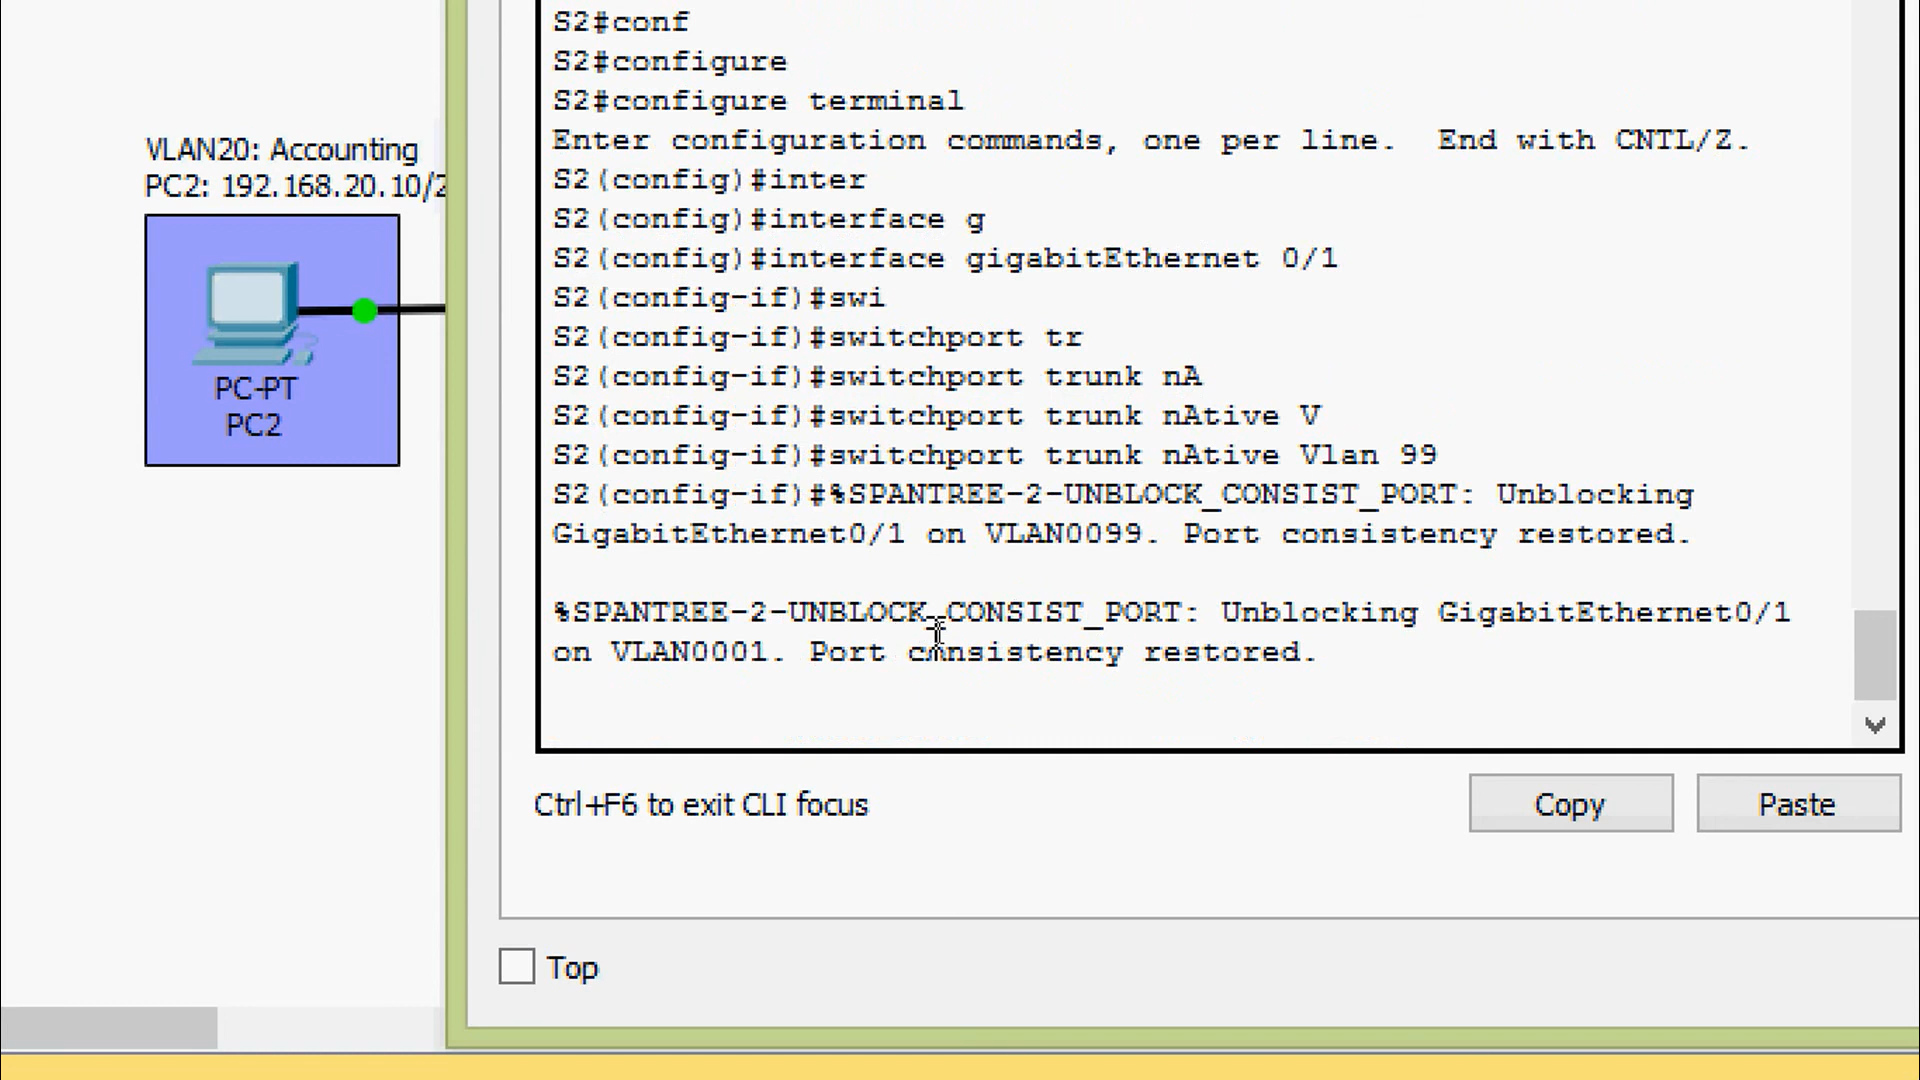 S2#conf
S2#configure
S2#configure terminal
Enter configuration commands, one per line.  End with CNTL/Z.
S2(config)#inter
S2(config)#interface g
S2(config)#interface gigabitEthernet 0/1
S2(config-if)#swi
S2(config-if)#switchport tr
S2(config-if)#switchport trunk nA
S2(config-if)#switchport trunk nAtive V
S2(config-if)#switchport trunk nAtive Vlan 99
S2(config-if)#%SPANTREE-2-UNBLOCK_CONSIST_PORT: Unblocking
GigabitEthernet0/1 on VLAN0099. Port consistency restored.
%SPANTREE-2-UNBLOCK_CONSIST_PORT: Unblocking GigabitEthernet0/1
on VLAN0001. Port consistency restored.
VLAN20: Accounting
PC2: 192.168.20.10/2
PC-PT
PC2
Ctrl+F6 to exit CLI focus
Copy
Paste
Top